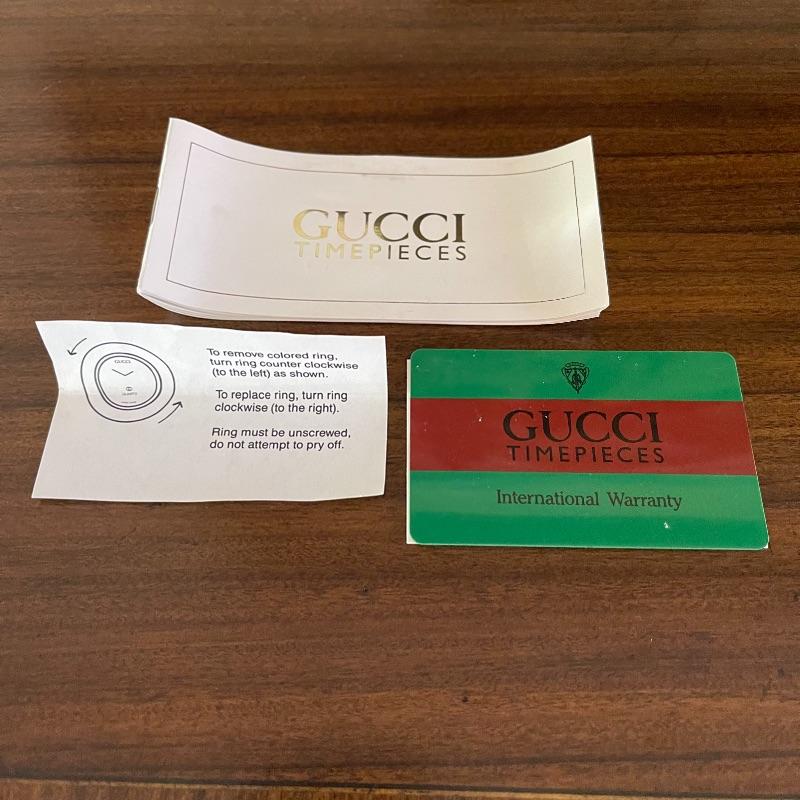 GUCCI
TIMEPIECES
GUCCI
To remove colored ring,
turn ring counter clockwise
(to the left) as shown.
To replace ring, turn ring
clockwise (to the right).
Ring must be unscrewed,
do not attempt to pry off.
GUCCI
TIMEPIECES
International Warranty